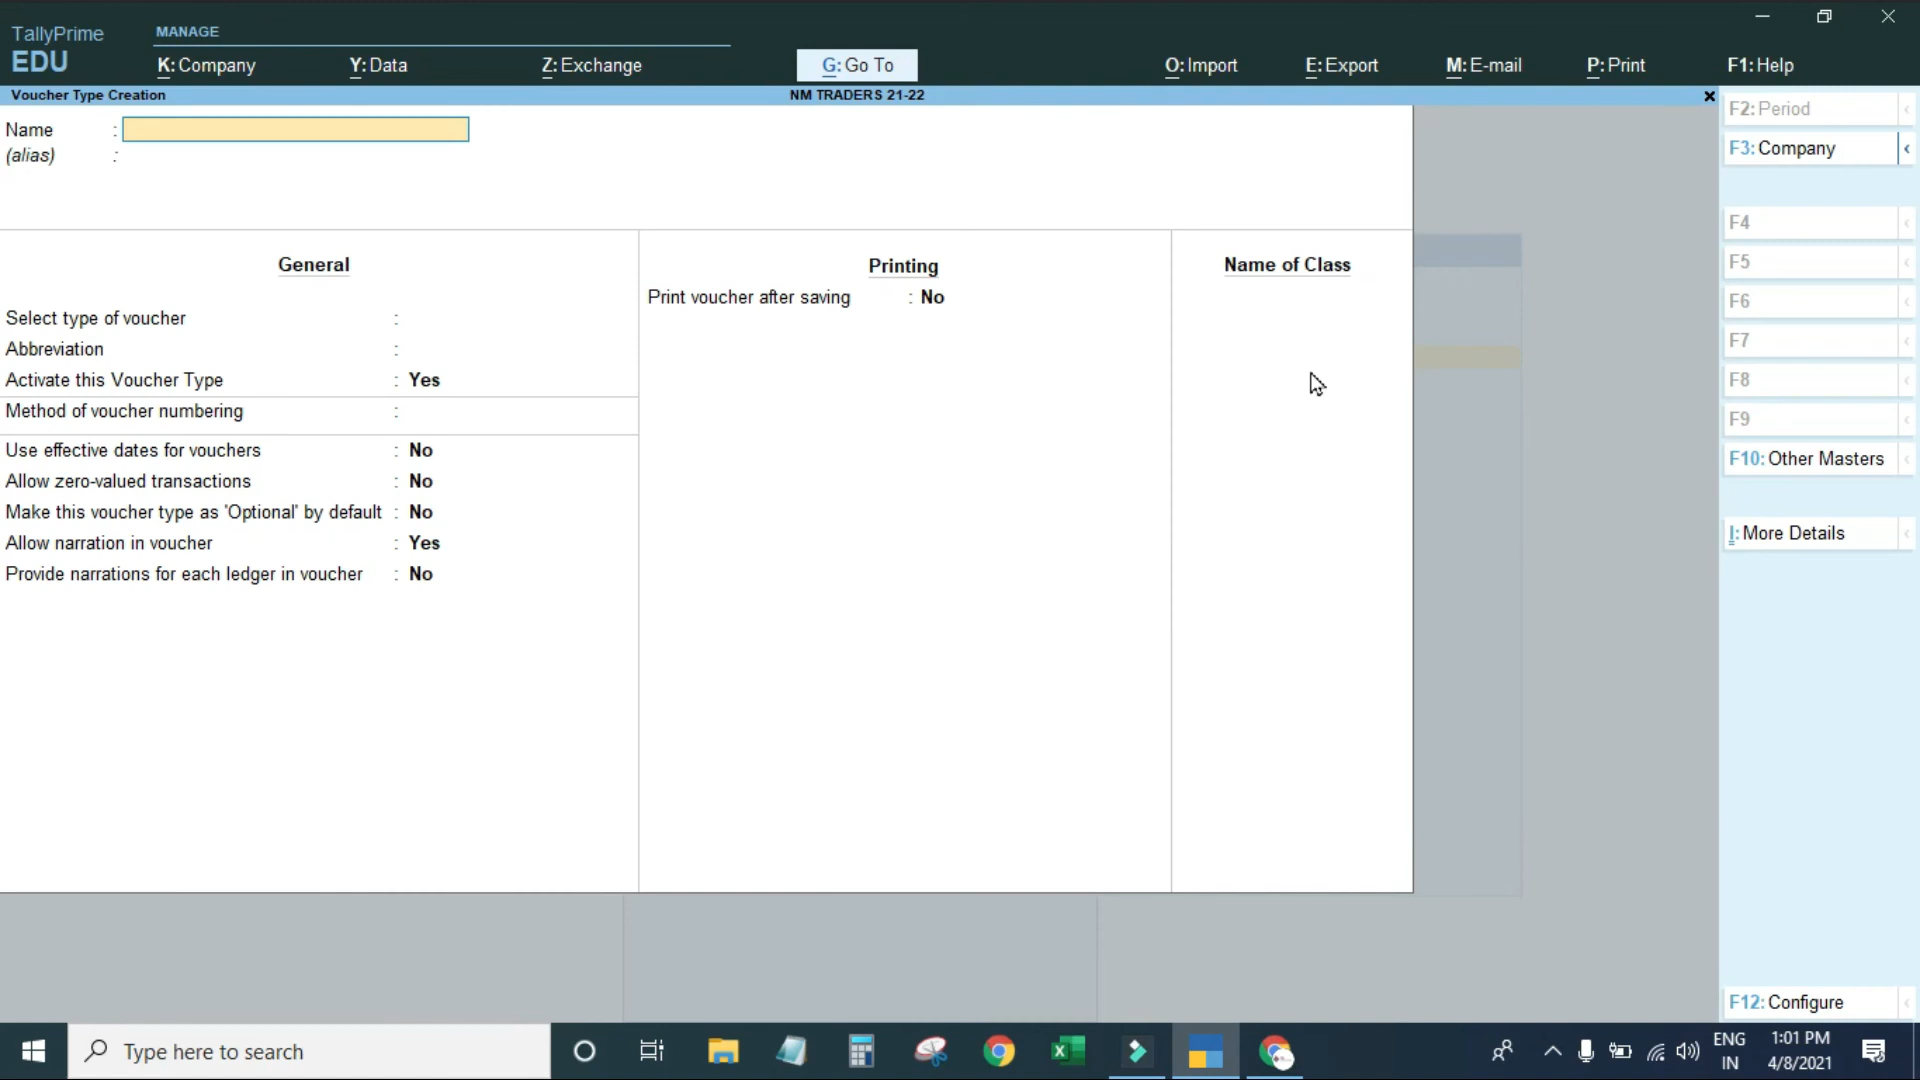 TallyPrime
EDU
MANAGE
K: Company
Y: Data
Z: Exchange
G: Go To
O: Import
E: Export
M: E-mail
P: Print
F1: Help
Voucher Type Creation
NM TRADERS 21-22
Name :
(alias) :
General
Select type of voucher :
Abbreviation :
Activate this Voucher Type : Yes
Method of voucher numbering :
Use effective dates for vouchers : No
Allow zero-valued transactions : No
Make this voucher type as 'Optional' by default : No
Allow narration in voucher : Yes
Provide narrations for each ledger in voucher : No
Printing
Print voucher after saving : No
Name of Class
F2: Period
F3: Company
F4
F5
F6
F7
F8
F9
F10: Other Masters
I: More Details
F12: Configure
Type here to search
ENG
IN
1:01 PM
4/8/2021